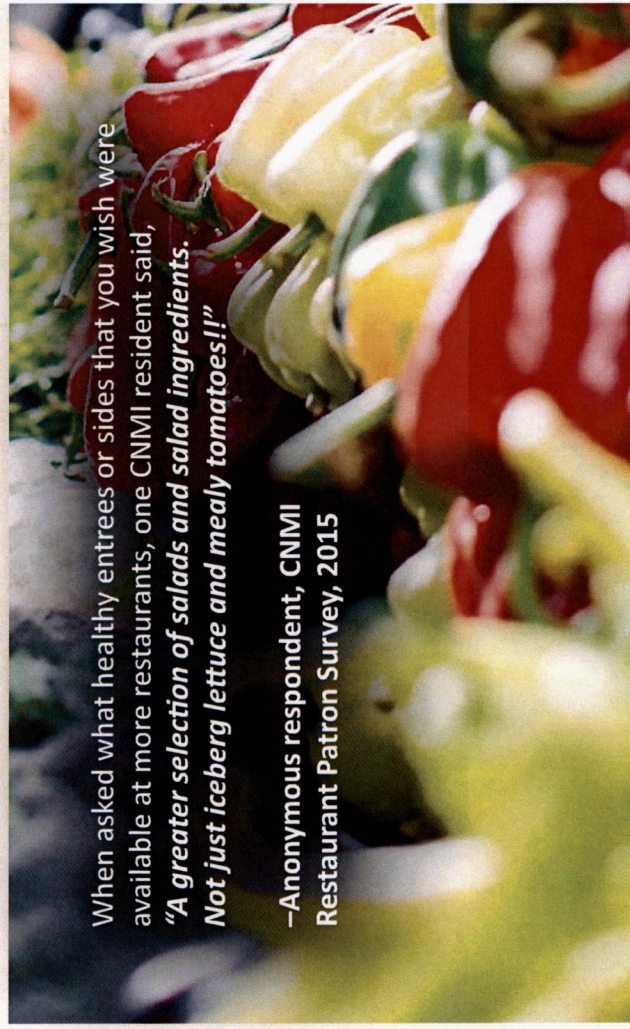 When asked what healthy entrees or sides that you wish were
available at more restaurants, one CNMI resident said,
“A greater selection of salads and salad ingredients.
Not just iceberg lettuce and mealy tomatoes!!”
–Anonymous respondent, CNMI
Restaurant Patron Survey, 2015